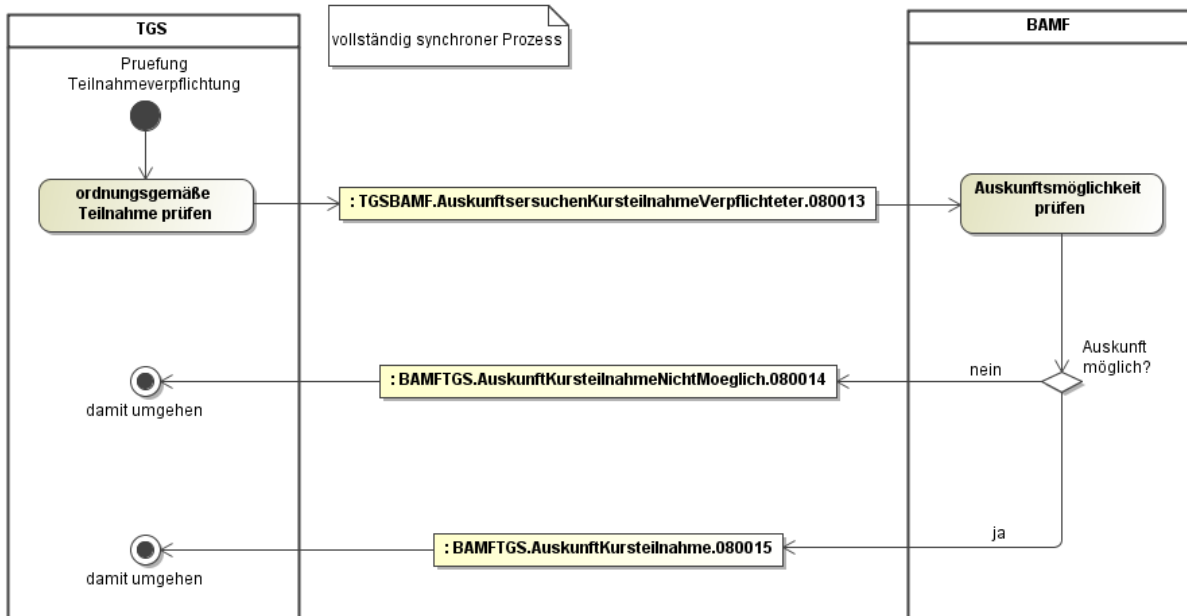 TGS
vollständig synchroner Prozess
BAMF
Pruefung
Teilnahmeverpflichtung
ordnungsgemäße
Teilnahme prüfen
: TGSBAMF.AuskunftsersuchenKursteilnahmeVerpflichteter.080013
Auskunftsmöglichkeit
prüfen
Auskunft
möglich?
nein
: BAMFTGS.AuskunftKursteilnahmeNichtMoeglich.080014
damit umgehen
ja
: BAMFTGS.AuskunftKursteilnahme.080015
damit umgehen